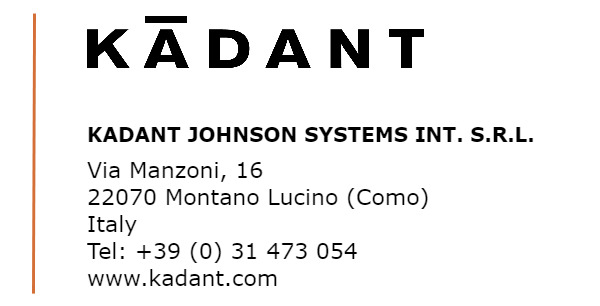 KĀDANT
KADANT JOHNSON SYSTEMS INT. S.R.L.
Via Manzoni, 16
22070 Montano Lucino (Como)
Italy
Tel: +39 (0) 31 473 054
www.kadant.com